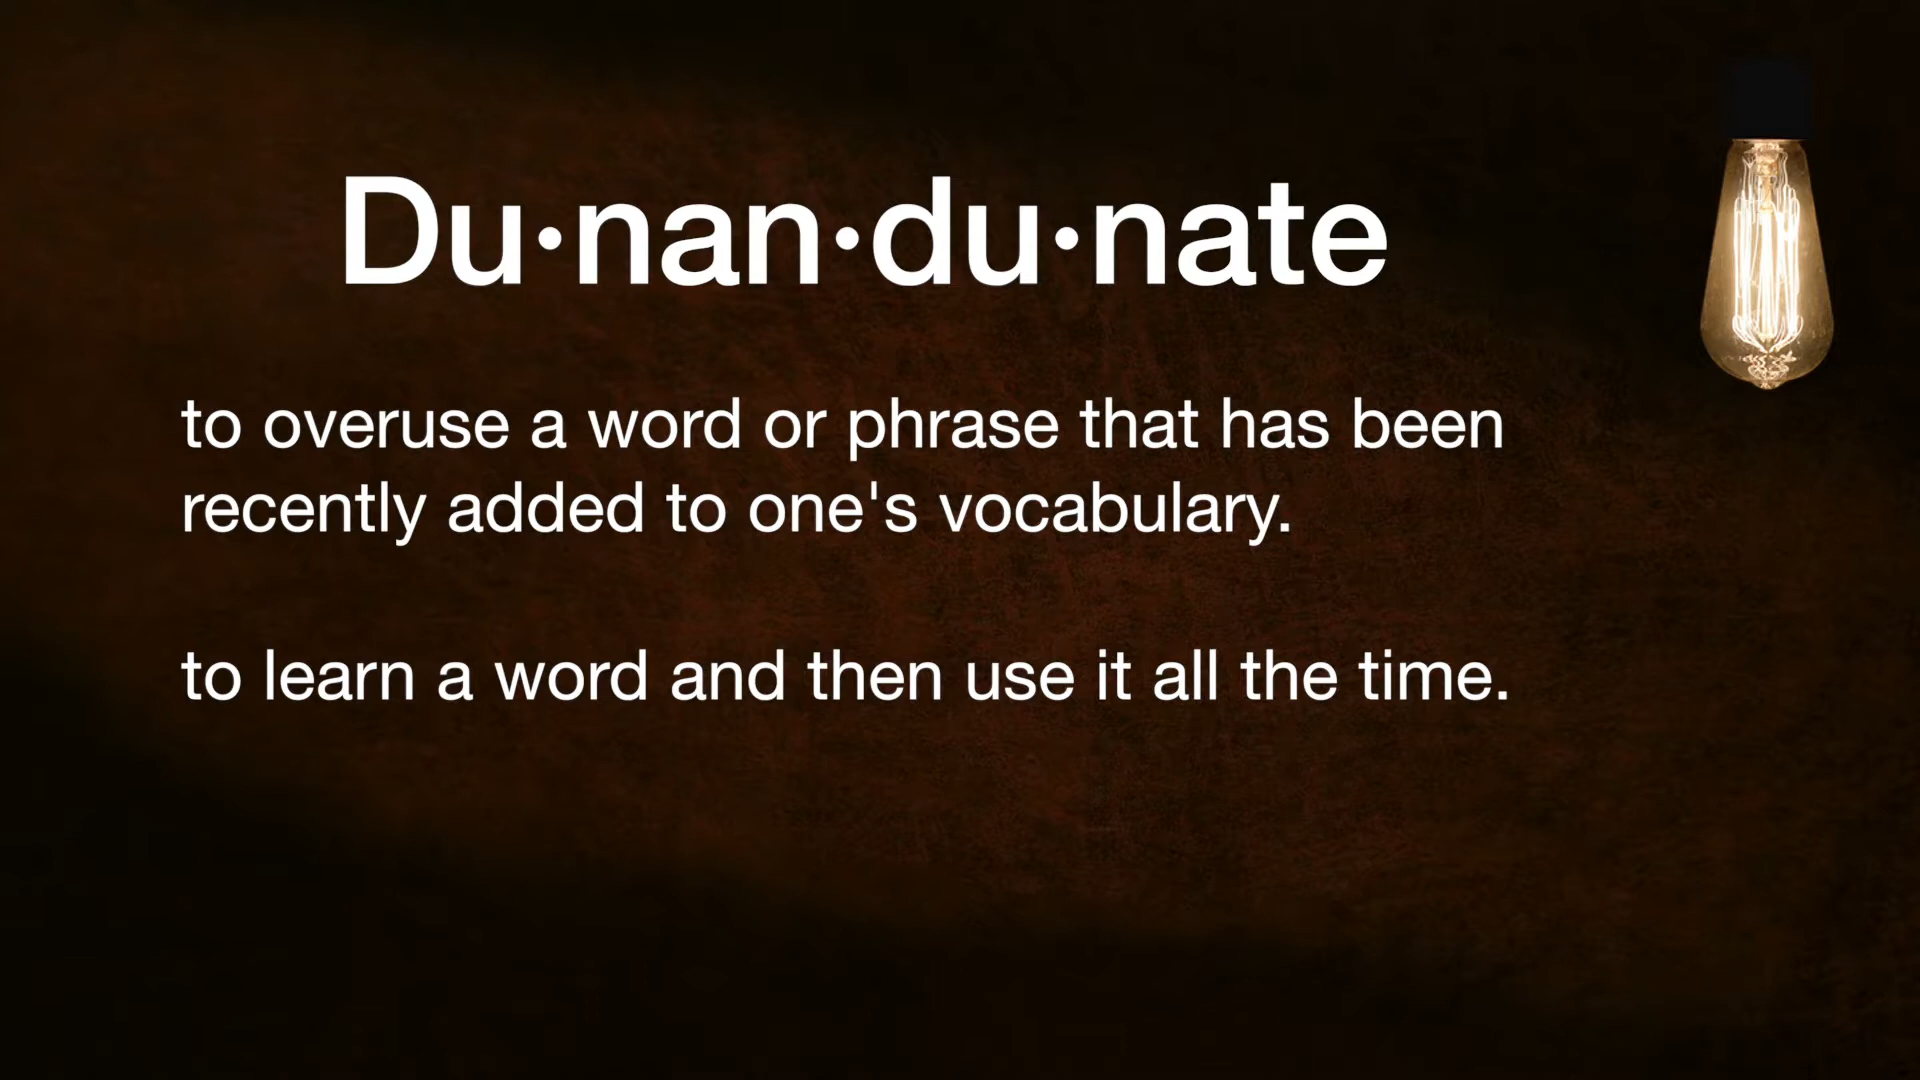 Du·nan·du·nate
to overuse a word or phrase that has been
recently added to one's vocabulary.
to learn a word and then use it all the time.